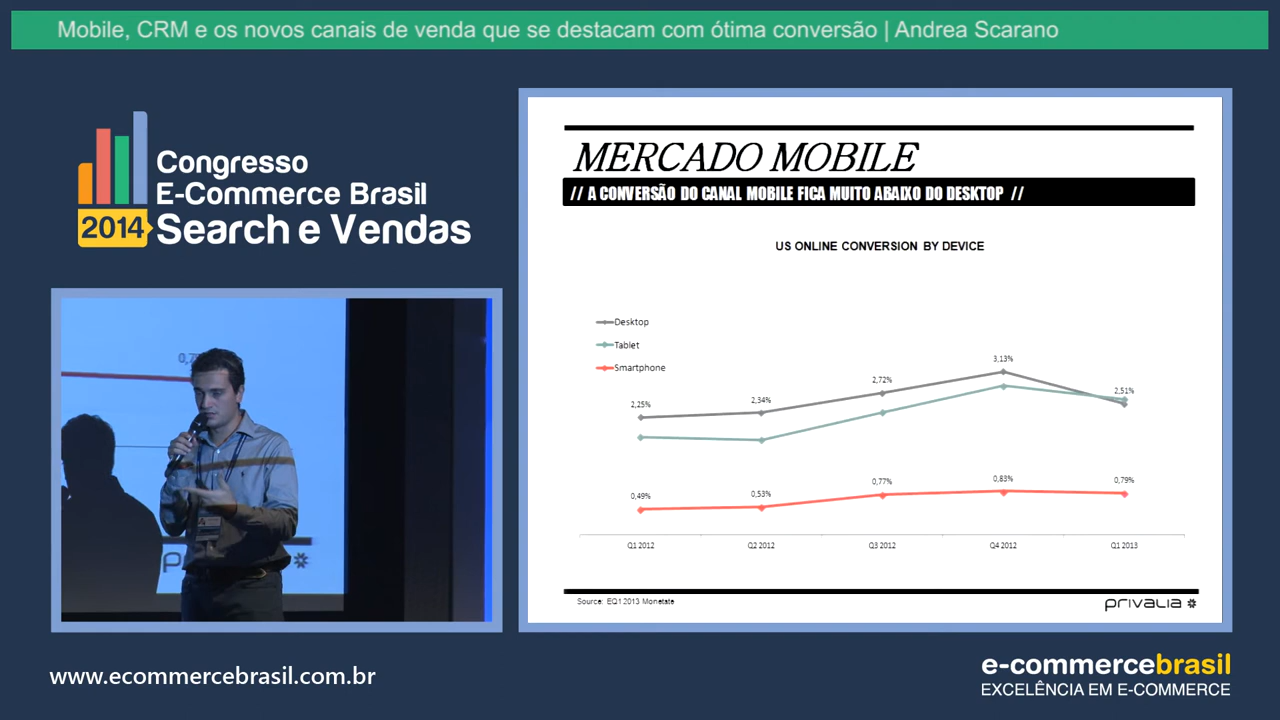 Mobile, CRM e os novos canais de venda que se destacam com ótima conversão | Andrea Scarano
Congresso
E-Commerce Brasil
2014 Search e Vendas
MERCADO MOBILE
// A CONVERSÃO DO CANAL MOBILE FICA MUITO ABAIXO DO DESKTOP //
US ONLINE CONVERSION BY DEVICE
Desktop
Tablet
Smartphone
2,25%
2,34%
2,72%
3,13%
2,51%
0,49%
0,53%
0,77%
0,83%
0,79%
Q1 2012
Q2 2012
Q3 2012
Q4 2012
Q1 2013
Source: EQ1 2013 Monetate
PRIVALIA
www.ecommercebrasil.com.br
e-commercebrasil
EXCELÊNCIA EM E-COMMERCE